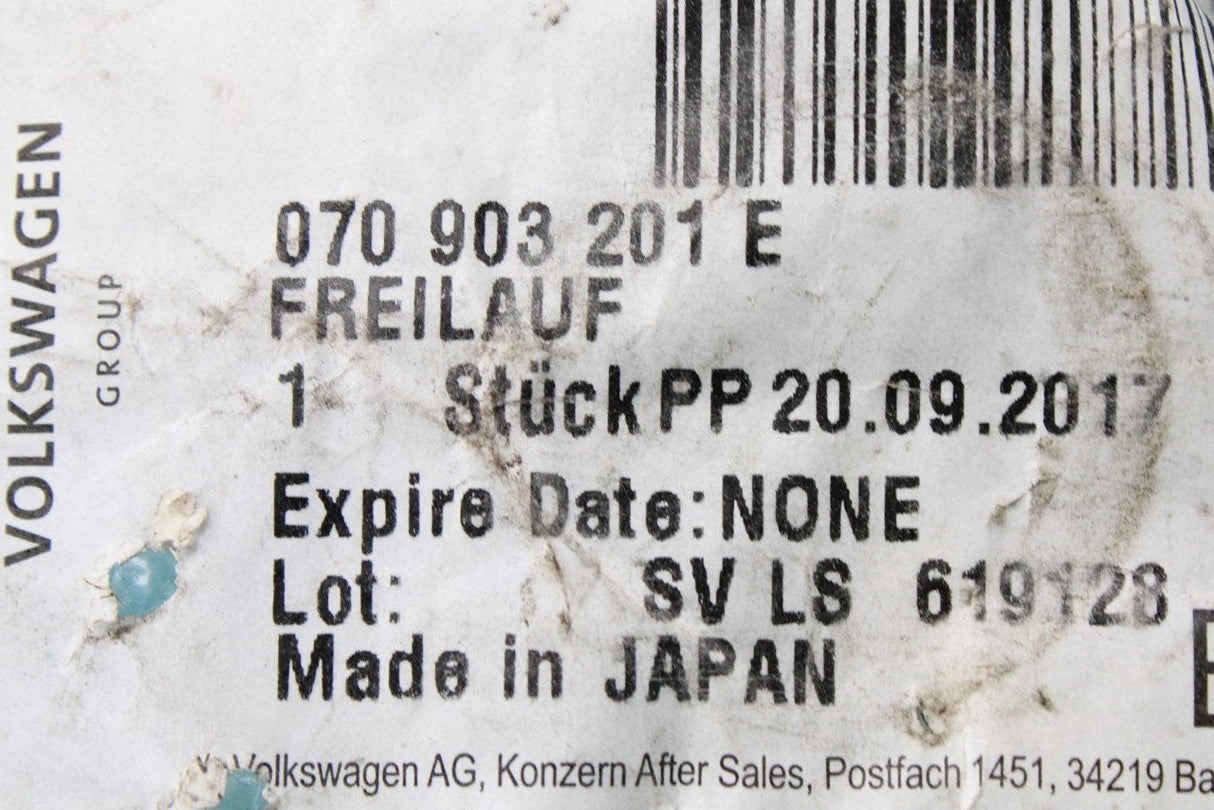 VOLKSWAGEN
GROUP
070 903 201 E
FREILAUF
1 Stück PP 20.09.2017
Expire Date: NONE
Lot: SV LS 619128
Made in JAPAN
Volkswagen AG, Konzern After Sales, Postfach 1451, 34219